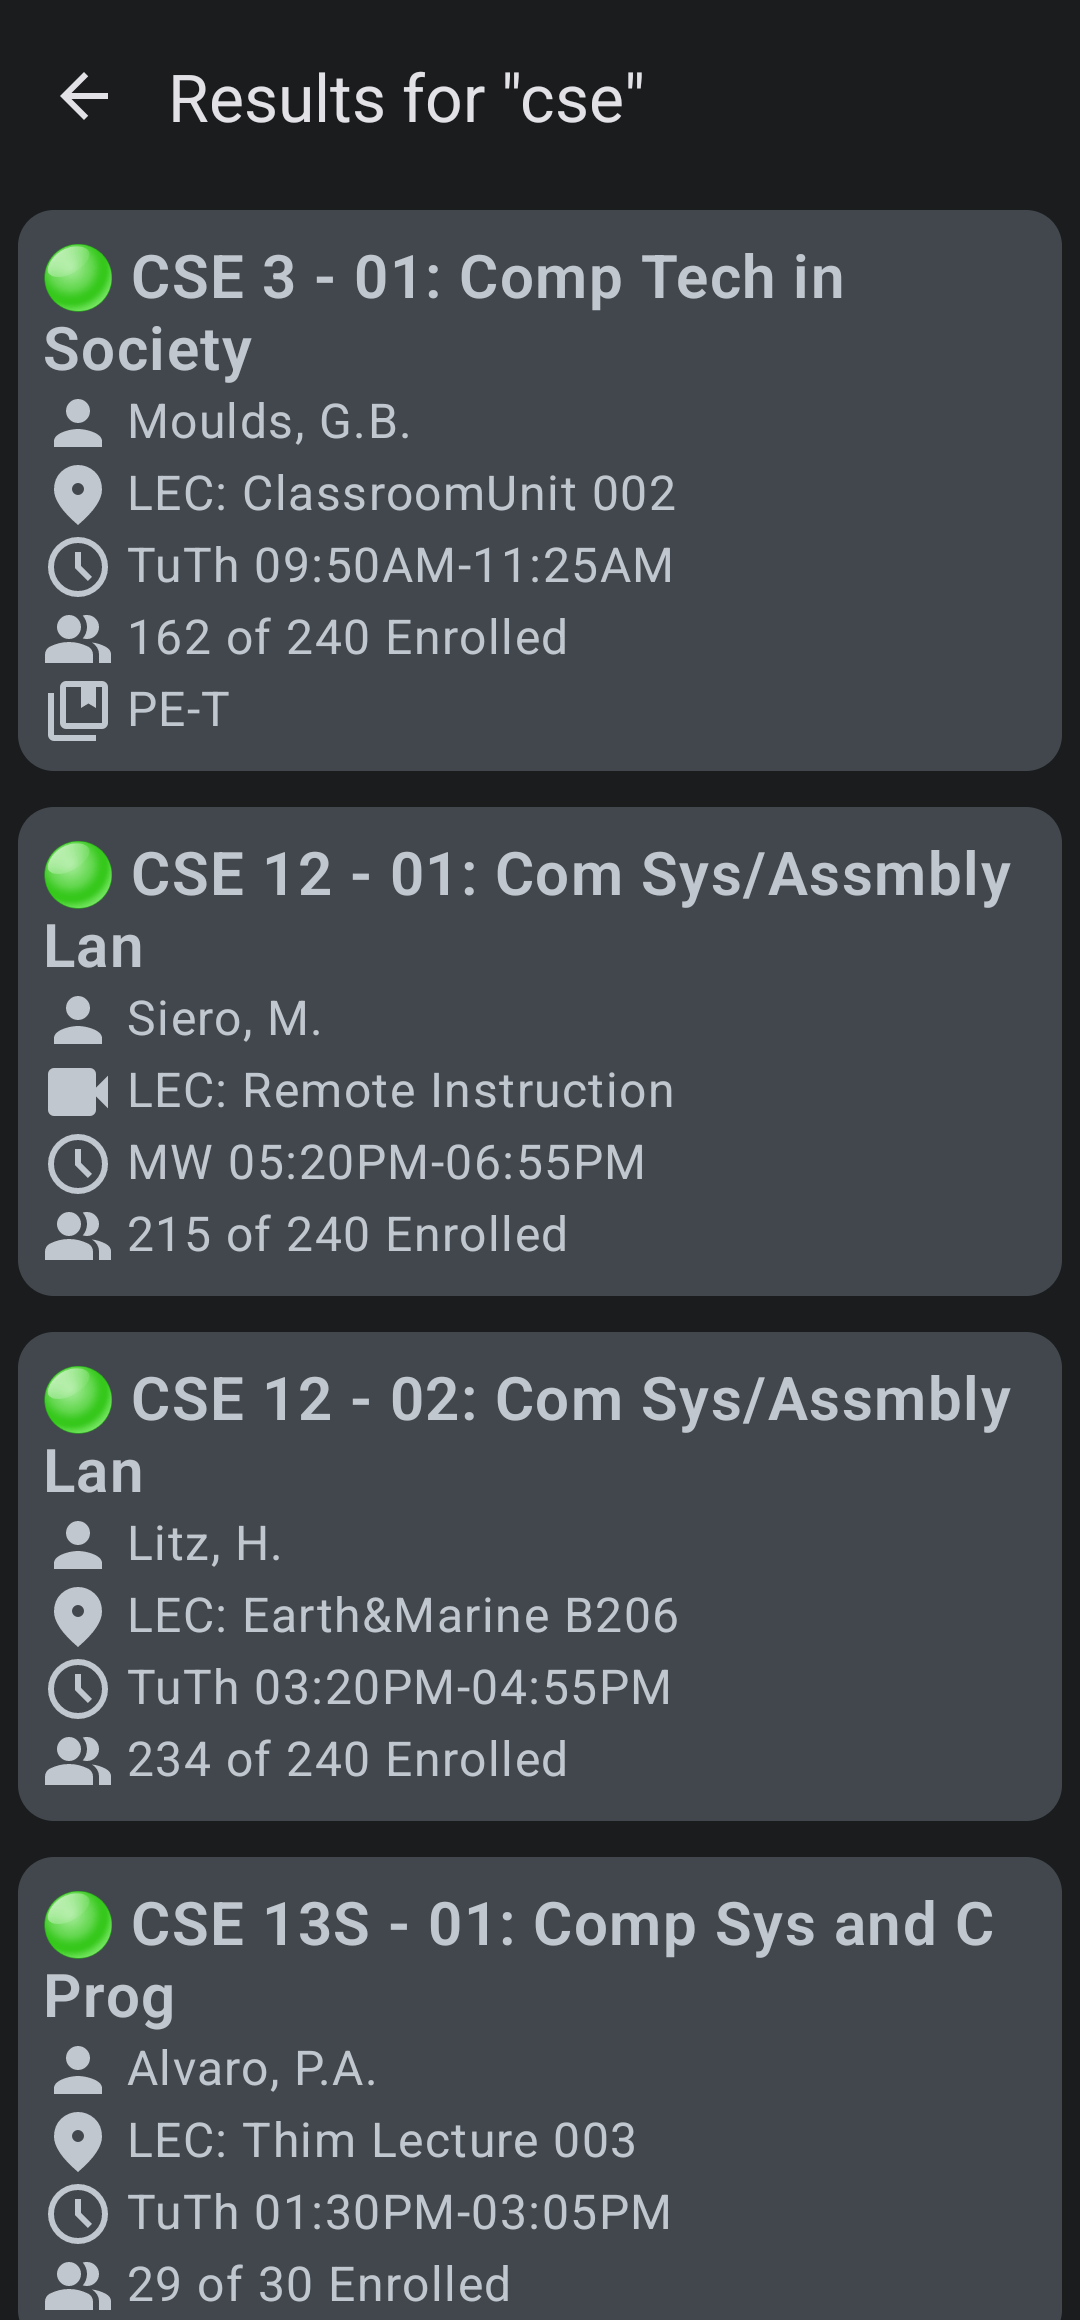 Results for "cse"
CSE 3 - 01: Comp Tech in
Society
Moulds, G.B.
LEC: ClassroomUnit 002
TuTh 09:50AM-11:25AM
162 of 240 Enrolled
PE-T
CSE 12 - 01: Com Sys/Assmbly
Lan
Siero, M.
LEC: Remote Instruction
MW 05:20PM-06:55PM
215 of 240 Enrolled
CSE 12 - 02: Com Sys/Assmbly
Lan
Litz, H.
LEC: Earth&Marine B206
TuTh 03:20PM-04:55PM
234 of 240 Enrolled
CSE 13S - 01: Comp Sys and C
Prog
Alvaro, P.A.
LEC: Thim Lecture 003
TuTh 01:30PM-03:05PM
29 of 30 Enrolled